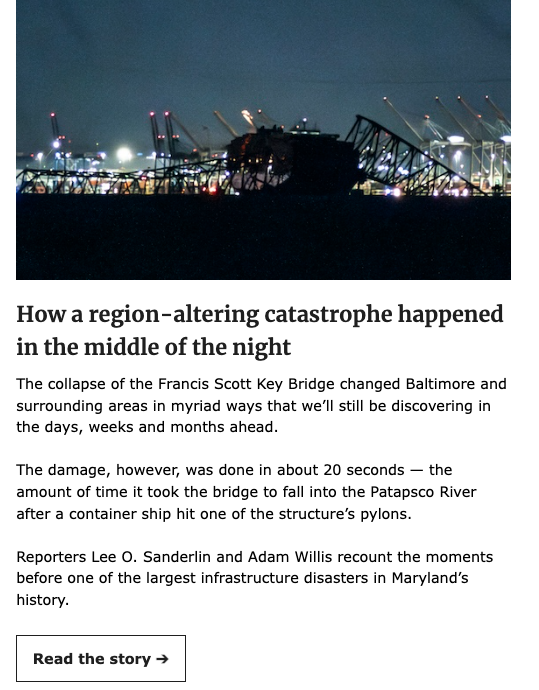 How a region-altering catastrophe happened
in the middle of the night
The collapse of the Francis Scott Key Bridge changed Baltimore and
surrounding areas in myriad ways that we’ll still be discovering in
the days, weeks and months ahead.
The damage, however, was done in about 20 seconds — the
amount of time it took the bridge to fall into the Patapsco River
after a container ship hit one of the structure’s pylons.
Reporters Lee O. Sanderlin and Adam Willis recount the moments
before one of the largest infrastructure disasters in Maryland’s
history.
Read the story →